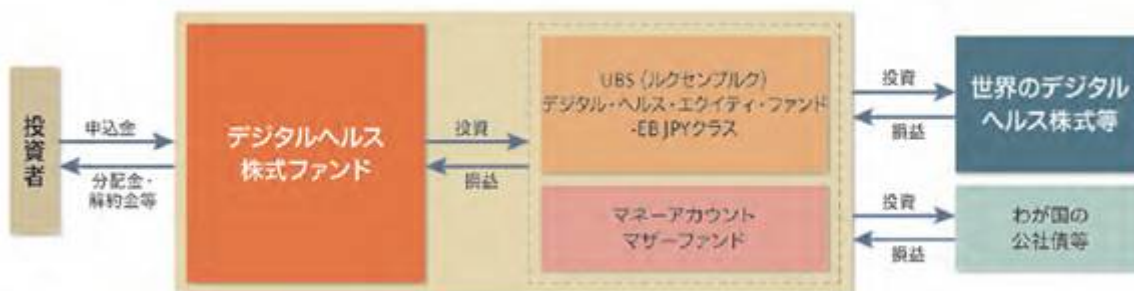 投資者
申込金
分配金・
解約金等
デジタルヘルス
株式ファンド
投資
損益
UBS（ルクセンブルク）
デジタル・ヘルス・エクイティ・ファンド
-EB JPYクラス
マネーアカウント
マザーファンド
投資
損益
世界のデジタル
ヘルス株式等
投資
損益
わが国の
公社債等